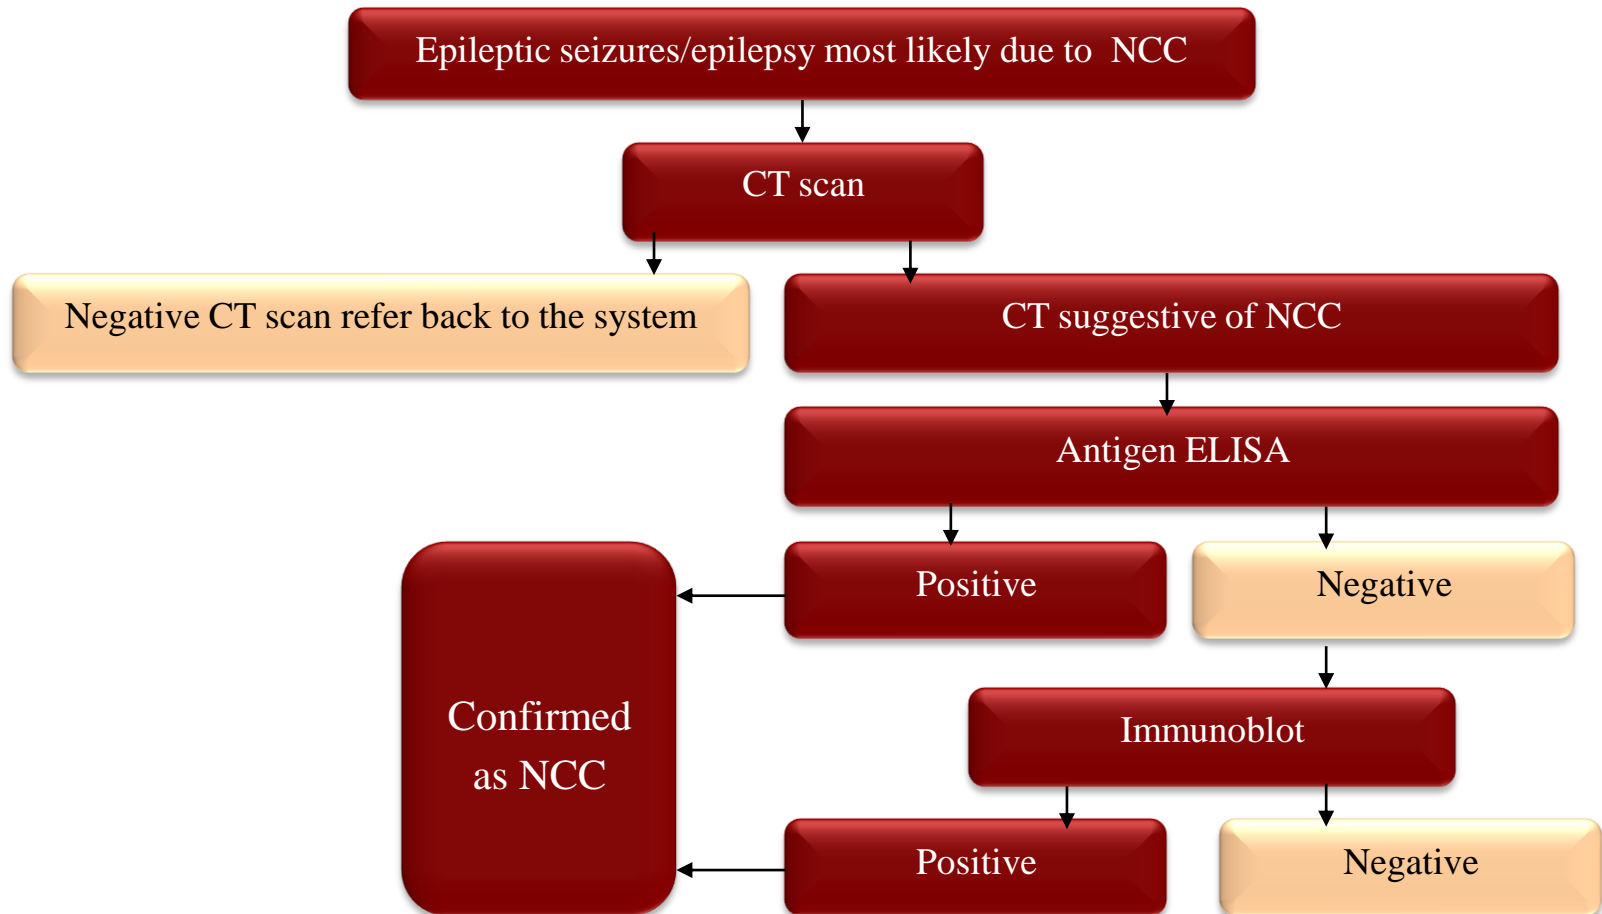 Epileptic seizures/epilepsy most likely due to  NCC
CT scan
Negative CT scan refer back to the system
CT suggestive of NCC
Antigen ELISA
Positive
Negative
Confirmed
as NCC
Immunoblot
Positive
Negative